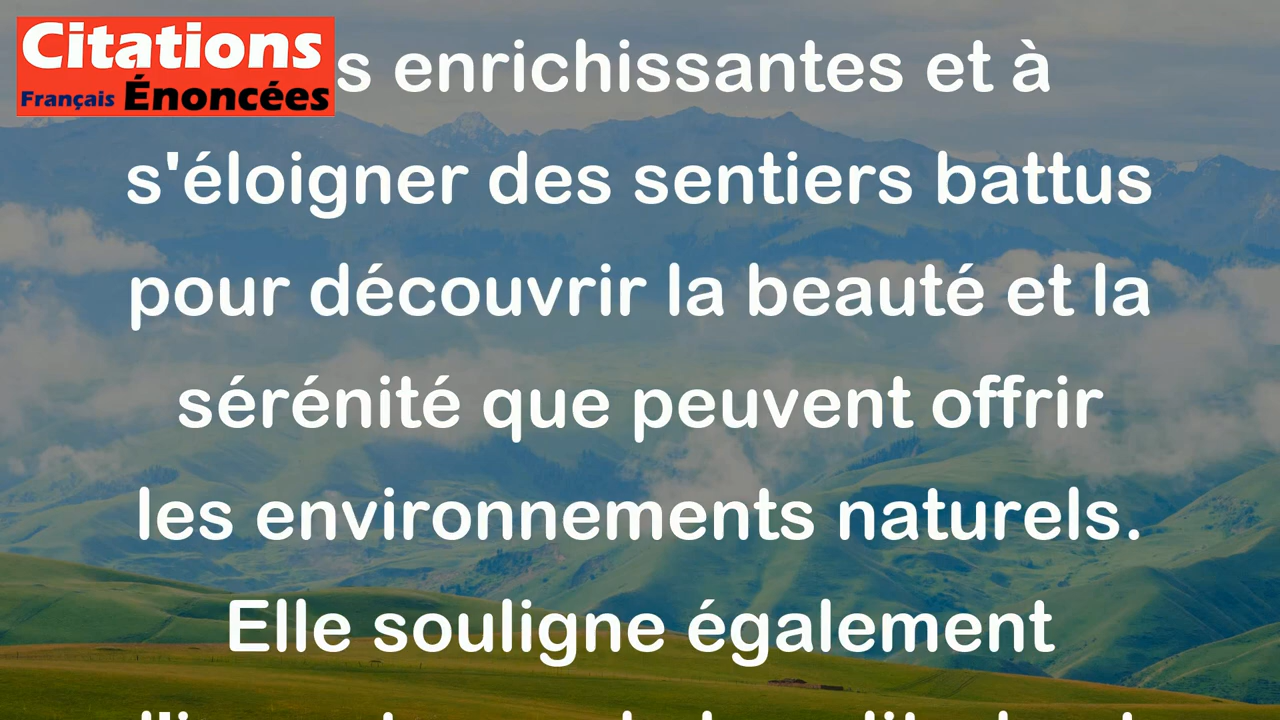 Citations
Français Énoncées
s enrichissantes et à
s'éloigner des sentiers battus
pour découvrir la beauté et la
sérénité que peuvent offrir
les environnements naturels.
Elle souligne également